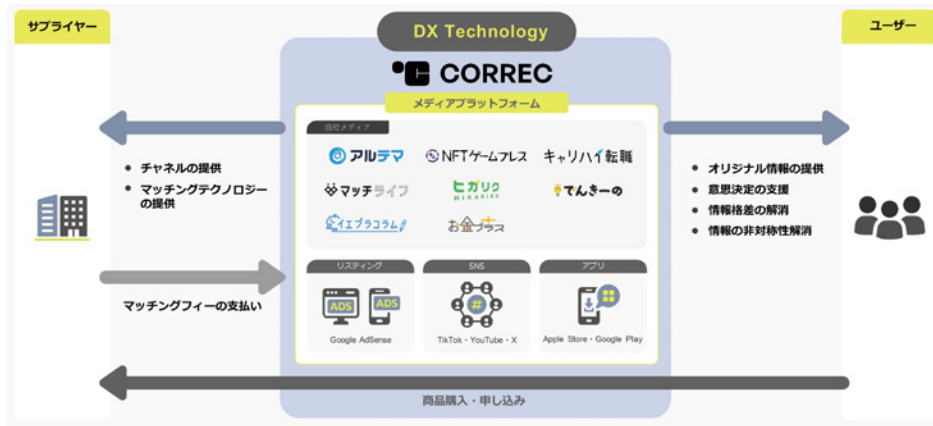 サプライヤー
DX Technology
ユーザー
CORREC
メディアプラットフォーム
自社メディア
アルテマ
NFTゲームプレス
キャリハイ転職
マッチライフ
ヒカリク
HIKARIKU
でんきーの
イエプラコラム
お金プラス
チャネルの提供
マッチングテクノロジー
の提供
オリジナル情報の提供
意思決定の支援
情報格差の解消
情報の非対称性解消
マッチングフィーの支払い
リスティング
SNS
アプリ
ADS
ADS
#
Google AdSense
TikTok・YouTube・X
Apple Store・Google Play
商品購入・申し込み